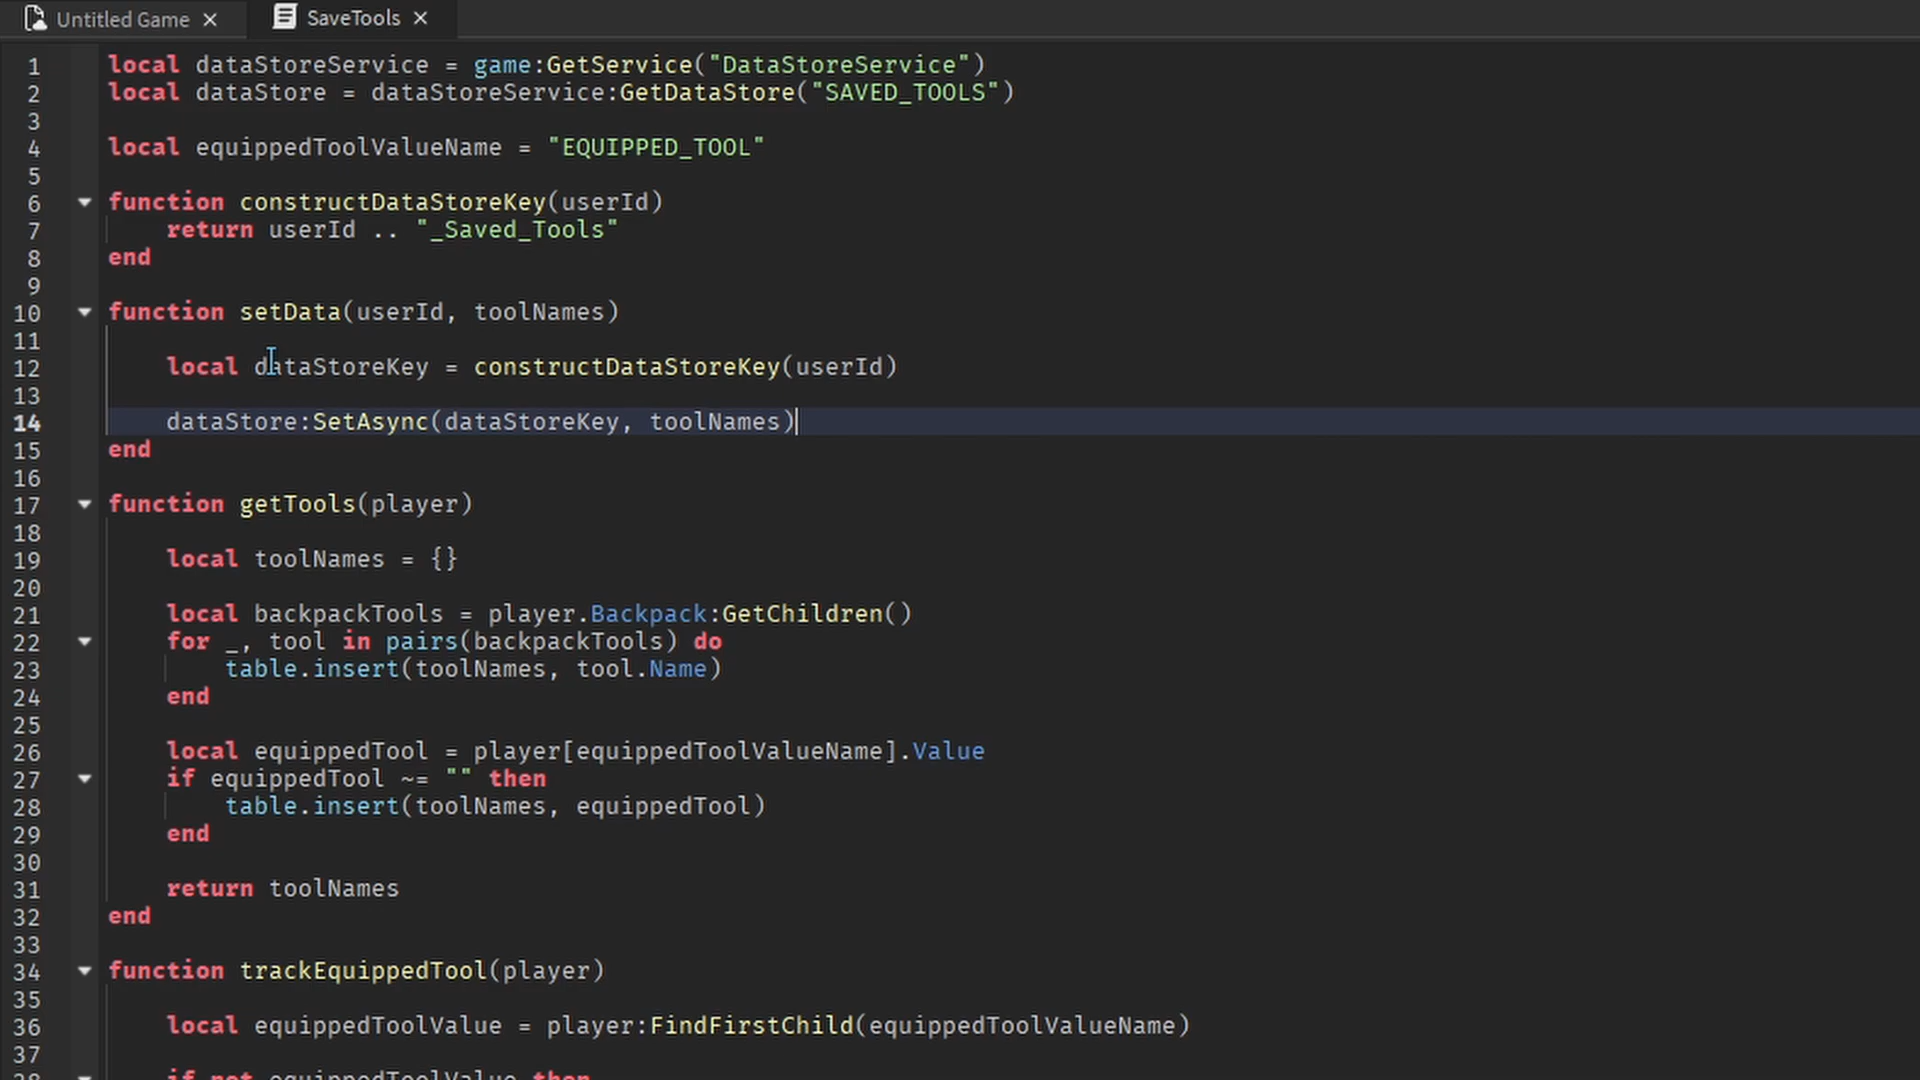 Untitled Game ×
SaveTools ×
1 local dataStoreService = game:GetService("DataStoreService")
2 local dataStore = dataStoreService:GetDataStore("SAVED_TOOLS")
3
4 local equippedToolValueName = "EQUIPPED_TOOL"
5
6 function constructDataStoreKey(userId)
7 return userId .. "_Saved_Tools"
8 end
9
10 function setData(userId, toolNames)
11
12 local dataStoreKey = constructDataStoreKey(userId)
13
14 dataStore:SetAsync(dataStoreKey, toolNames)
15 end
16
17 function getTools(player)
18
19 local toolNames = {}
20
21 local backpackTools = player.Backpack:GetChildren()
22 for _, tool in pairs(backpackTools) do
23 table.insert(toolNames, tool.Name)
24 end
25
26 local equippedTool = player[equippedToolValueName].Value
27 if equippedTool ~= "" then
28 table.insert(toolNames, equippedTool)
29 end
30
31 return toolNames
32 end
33
34 function trackEquippedTool(player)
35
36 local equippedToolValue = player:FindFirstChild(equippedToolValueName)
37
38 if not equippedToolValue then